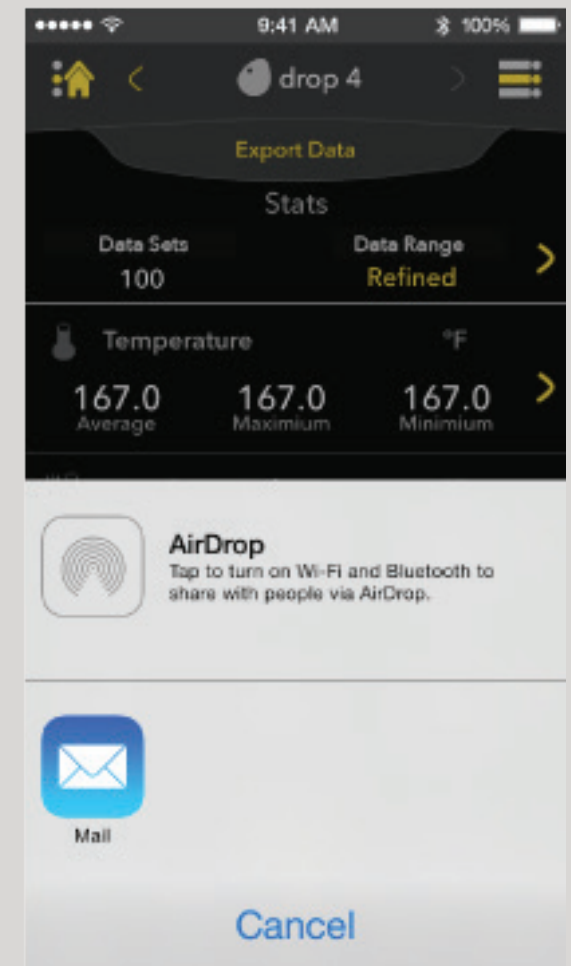 9:41 AM
100%
drop 4
Export Data
Stats
Data Sets
Data Range
100
Refined
Temperature
°F
167.0
167.0
167.0
Average
Maximium
Minimium
AirDrop
Tap to turn on Wi-Fi and Bluetooth to
share with people via AirDrop.
Mail
Cancel